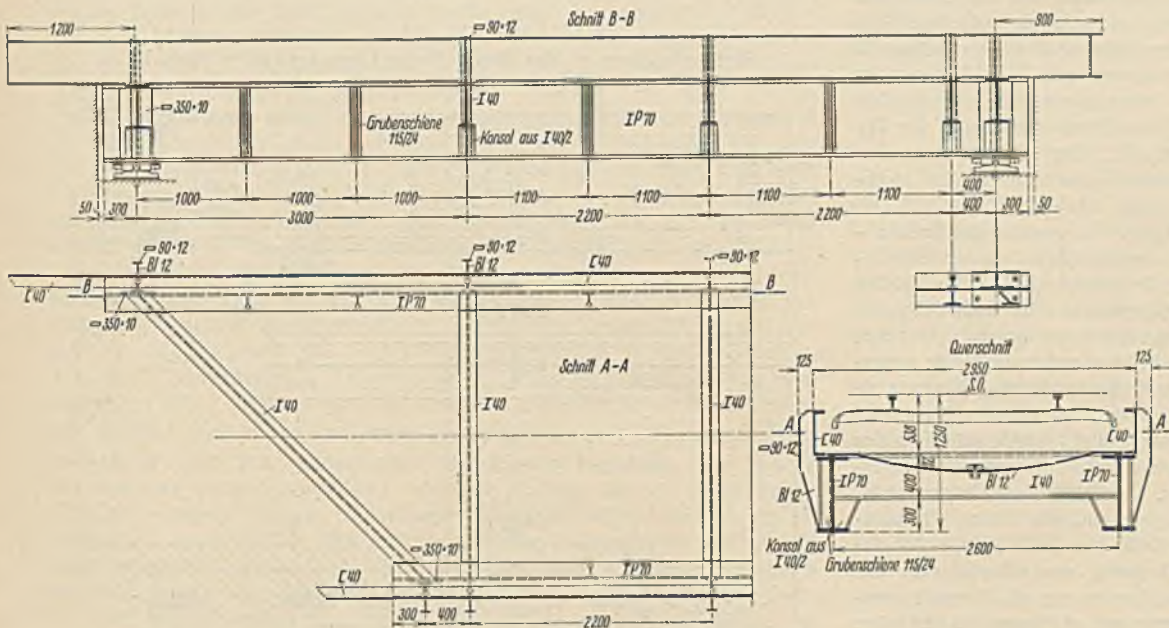 Schnitt B-B
1200
▭ 90·12
900
▭ 350·10
I 40
Grubenschiene
115/24
Konsol aus I 40/2
I P 70
1000
1000
1000
1100
1100
1100
1100
400
50
300
3000
2200
2200
400
300
50
▭ 90·12
Bl 12
▭ 90·12
Bl 12
▭ 90·12
[ 40
[ 40
B
B
▭ 350·10
I P 70
Schnitt A-A
I 40
I 40
I 40
▭ 350·10
I P 70
[ 40
300
400
2200
Querschnitt
125
2950
125
S.O.
A
A
[ 40
[ 40
538
1250
12
▭ 90·12
I P 70
I P 70
Bl 12
400
Bl 12
I 40
300
Konsol aus
I 40/2
Grubenschiene 115/24
2600